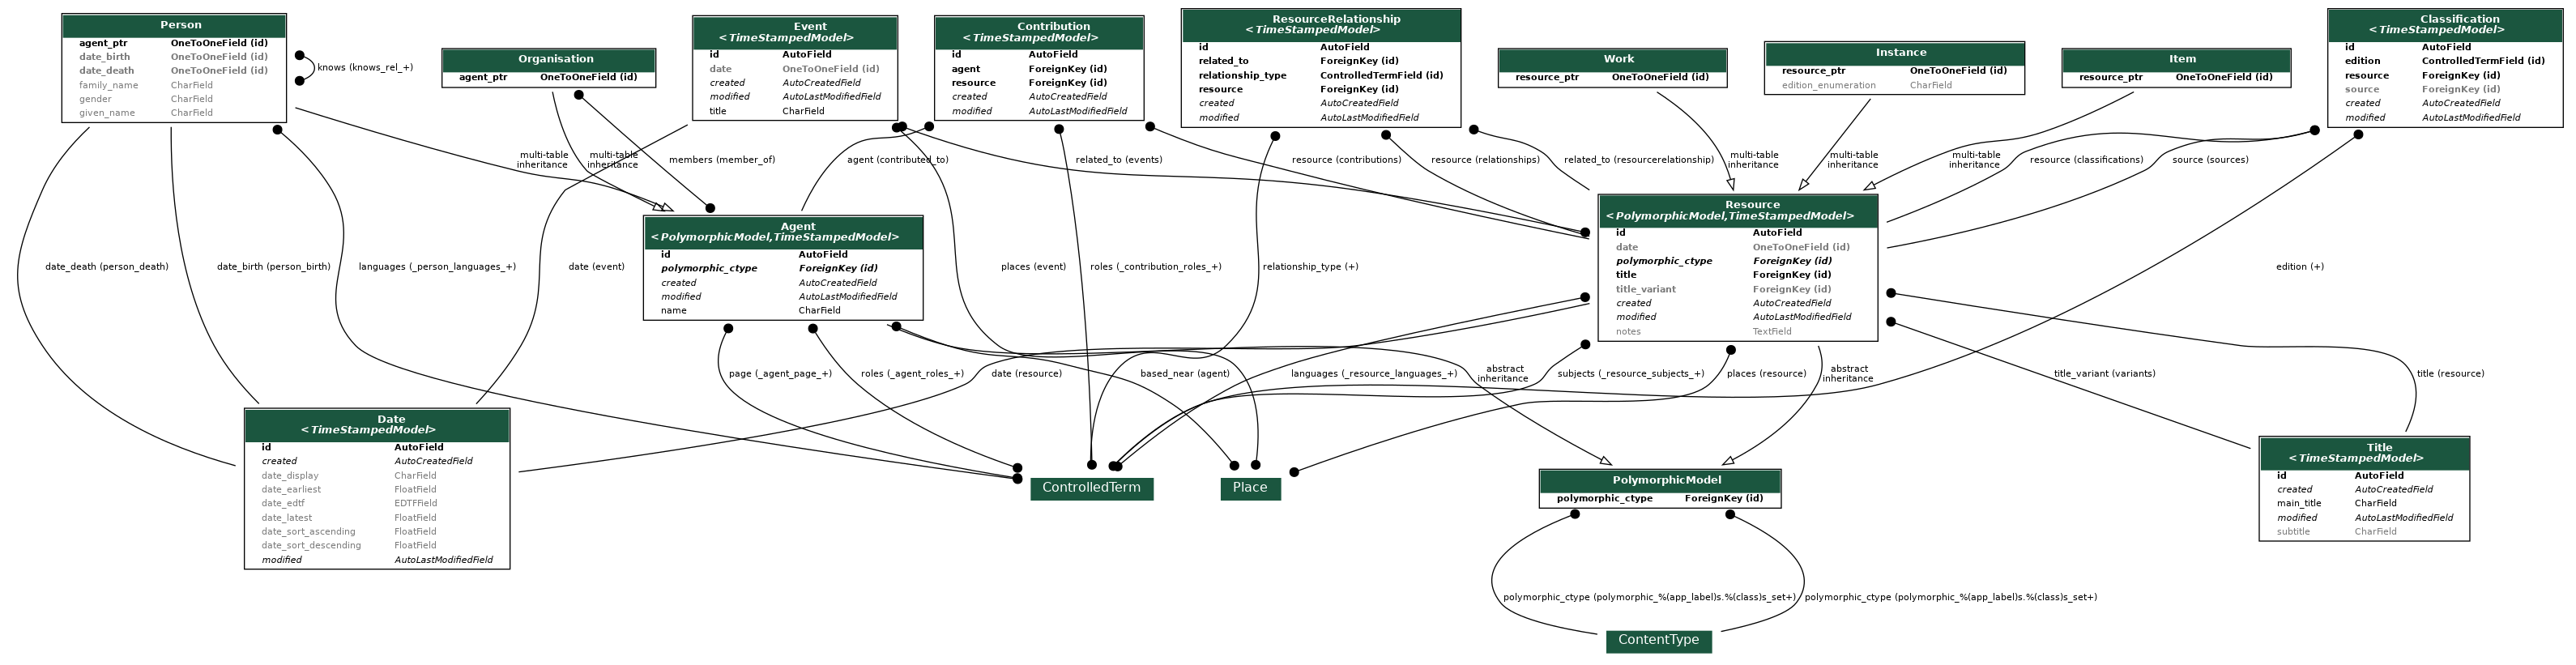 Person
agent_ptr OneToOneField (id)
date_birth OneToOneField (id)
date_death OneToOneField (id)
family_name CharField
gender CharField
given_name CharField
knows (knows_rel_+)
Organisation
agent_ptr OneToOneField (id)
Event
<TimeStampedModel>
id AutoField
date OneToOneField (id)
created AutoCreatedField
modified AutoLastModifiedField
title CharField
Contribution
<TimeStampedModel>
id AutoField
agent ForeignKey (id)
resource ForeignKey (id)
created AutoCreatedField
modified AutoLastModifiedField
ResourceRelationship
<TimeStampedModel>
id AutoField
related_to ForeignKey (id)
relationship_type ControlledTermField (id)
resource ForeignKey (id)
created AutoCreatedField
modified AutoLastModifiedField
Work
resource_ptr OneToOneField (id)
Instance
resource_ptr OneToOneField (id)
edition_enumeration CharField
Item
resource_ptr OneToOneField (id)
Classification
<TimeStampedModel>
id AutoField
edition ControlledTermField (id)
resource ForeignKey (id)
source ForeignKey (id)
created AutoCreatedField
modified AutoLastModifiedField
multi-table
inheritance
multi-table
inheritance
members (member_of)
agent (contributed_to)
related_to (events)
resource (contributions)
resource (relationships)
related_to (resourcerelationship)
multi-table
inheritance
multi-table
inheritance
multi-table
inheritance
resource (classifications)
source (sources)
Agent
<PolymorphicModel,TimeStampedModel>
id AutoField
polymorphic_ctype ForeignKey (id)
created AutoCreatedField
modified AutoLastModifiedField
name CharField
Resource
<PolymorphicModel,TimeStampedModel>
id AutoField
date OneToOneField (id)
polymorphic_ctype ForeignKey (id)
title ForeignKey (id)
title_variant ForeignKey (id)
created AutoCreatedField
modified AutoLastModifiedField
notes TextField
date_death (person_death)
date_birth (person_birth)
languages (_person_languages_+)
date (event)
places (event)
roles (_contribution_roles_+)
relationship_type (+)
edition (+)
page (_agent_page_+)
roles (_agent_roles_+)
date (resource)
based_near (agent)
languages (_resource_languages_+)
abstract
inheritance
subjects (_resource_subjects_+)
places (resource)
abstract
inheritance
title_variant (variants)
title (resource)
Date
<TimeStampedModel>
id AutoField
created AutoCreatedField
date_display CharField
date_earliest FloatField
date_edtf EDTFField
date_latest FloatField
date_sort_ascending FloatField
date_sort_descending FloatField
modified AutoLastModifiedField
ControlledTerm
Place
PolymorphicModel
polymorphic_ctype ForeignKey (id)
Title
<TimeStampedModel>
id AutoField
created AutoCreatedField
main_title CharField
modified AutoLastModifiedField
subtitle CharField
polymorphic_ctype (polymorphic_%(app_label)s.%(class)s_set+)
polymorphic_ctype (polymorphic_%(app_label)s.%(class)s_set+)
ContentType